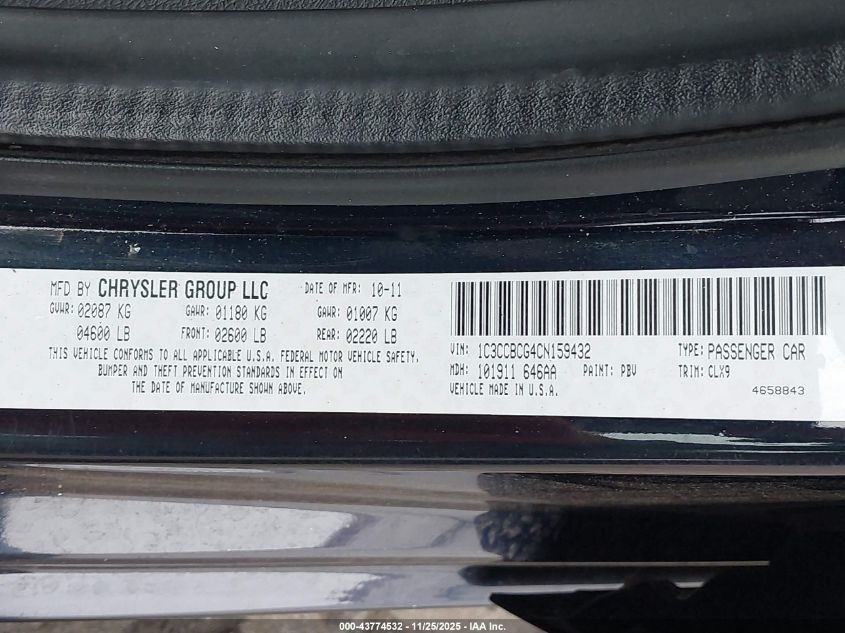 MFD BY CHRYSLER GROUP LLC DATE OF MFR: 10-11
GVWR: 02087 KG GAWR: 01180 KG GAWR: 01007 KG
04600 LB FRONT: 02600 LB REAR: 02220 LB
THIS VEHICLE CONFORMS TO ALL APPLICABLE U.S.A. FEDERAL MOTOR VEHICLE SAFETY,
BUMPER AND THEFT PREVENTION STANDARDS IN EFFECT ON
THE DATE OF MANUFACTURE SHOWN ABOVE.
VIN: 1C3CCBCG4CN159432 TYPE: PASSENGER CAR
MDH: 101911 646AA PAINT: PBV TRIM: CLX9
VEHICLE MADE IN U.S.A. 4658843
000-43774532 - 11/25/2025 - IAA Inc.